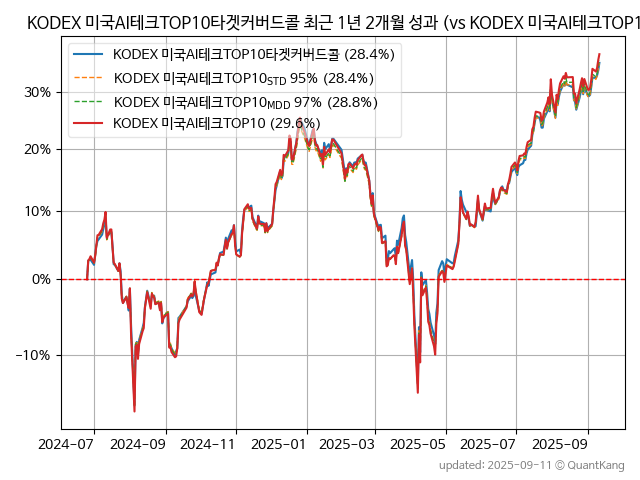 KODEX 미국AI테크TOP10타겟커버드콜 최근 1년 2개월 성과 (vs KODEX 미국AI테크TOP1
KODEX 미국AI테크TOP10타겟커버드콜 (28.4%)
KODEX 미국AI테크TOP10STD 95% (28.4%)
KODEX 미국AI테크TOP10MDD 97% (28.8%)
KODEX 미국AI테크TOP10 (29.6%)
30%
20%
10%
0%
−10%
2024-07 2024-09 2024-11 2025-01 2025-03 2025-05 2025-07 2025-09
updated: 2025-09-11 © QuantKang